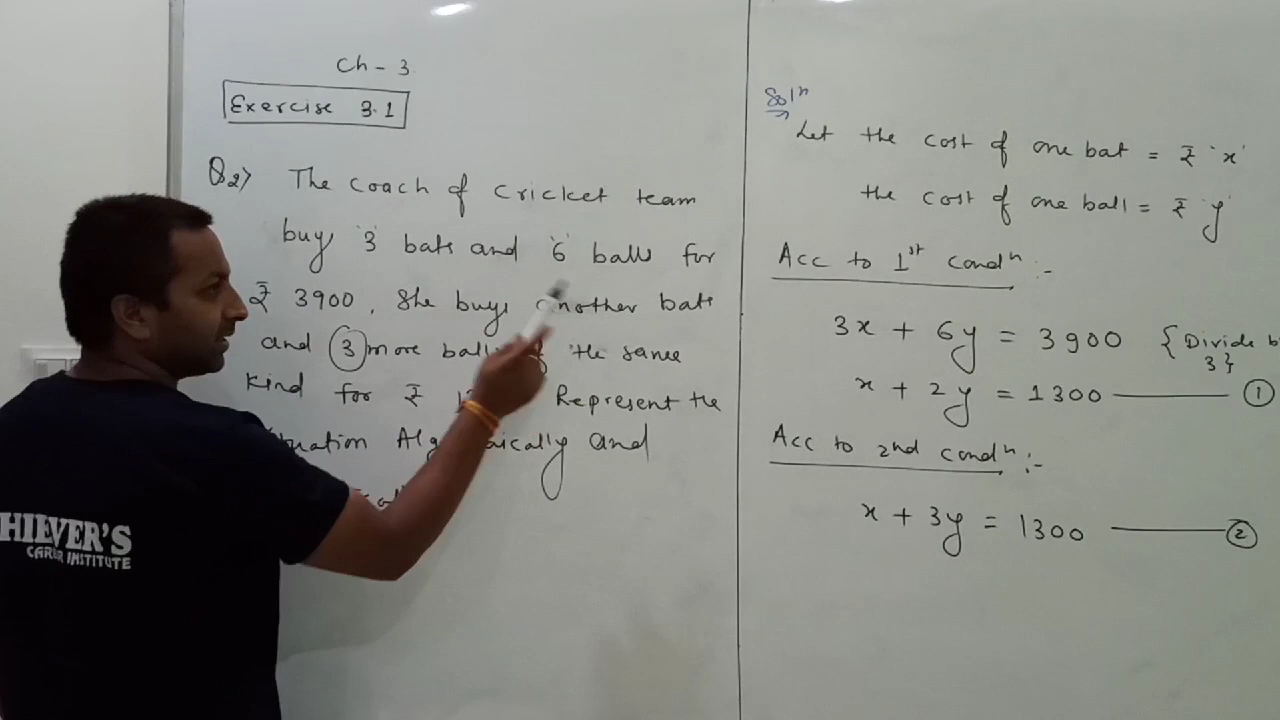 Ch - 3
Exercise 3.1
Q2) The coach of cricket team
buys '3' bats and '6' balls for
₹ 3900, She buys another bats
and 3 more balls of the same
kind for ₹ Represent the
Algebraically and
Solⁿ
Let the cost of one bat = ₹ 'x'
the cost of one ball = ₹ 'y'
Acc to 1st condⁿ :-
3x + 6y = 3900 {Divide b
3}
x + 2y = 1300 —— ①
Acc to 2nd condⁿ :-
x + 3y = 1300 —— ②
HIEVER'S
CAREER INSTITUTE